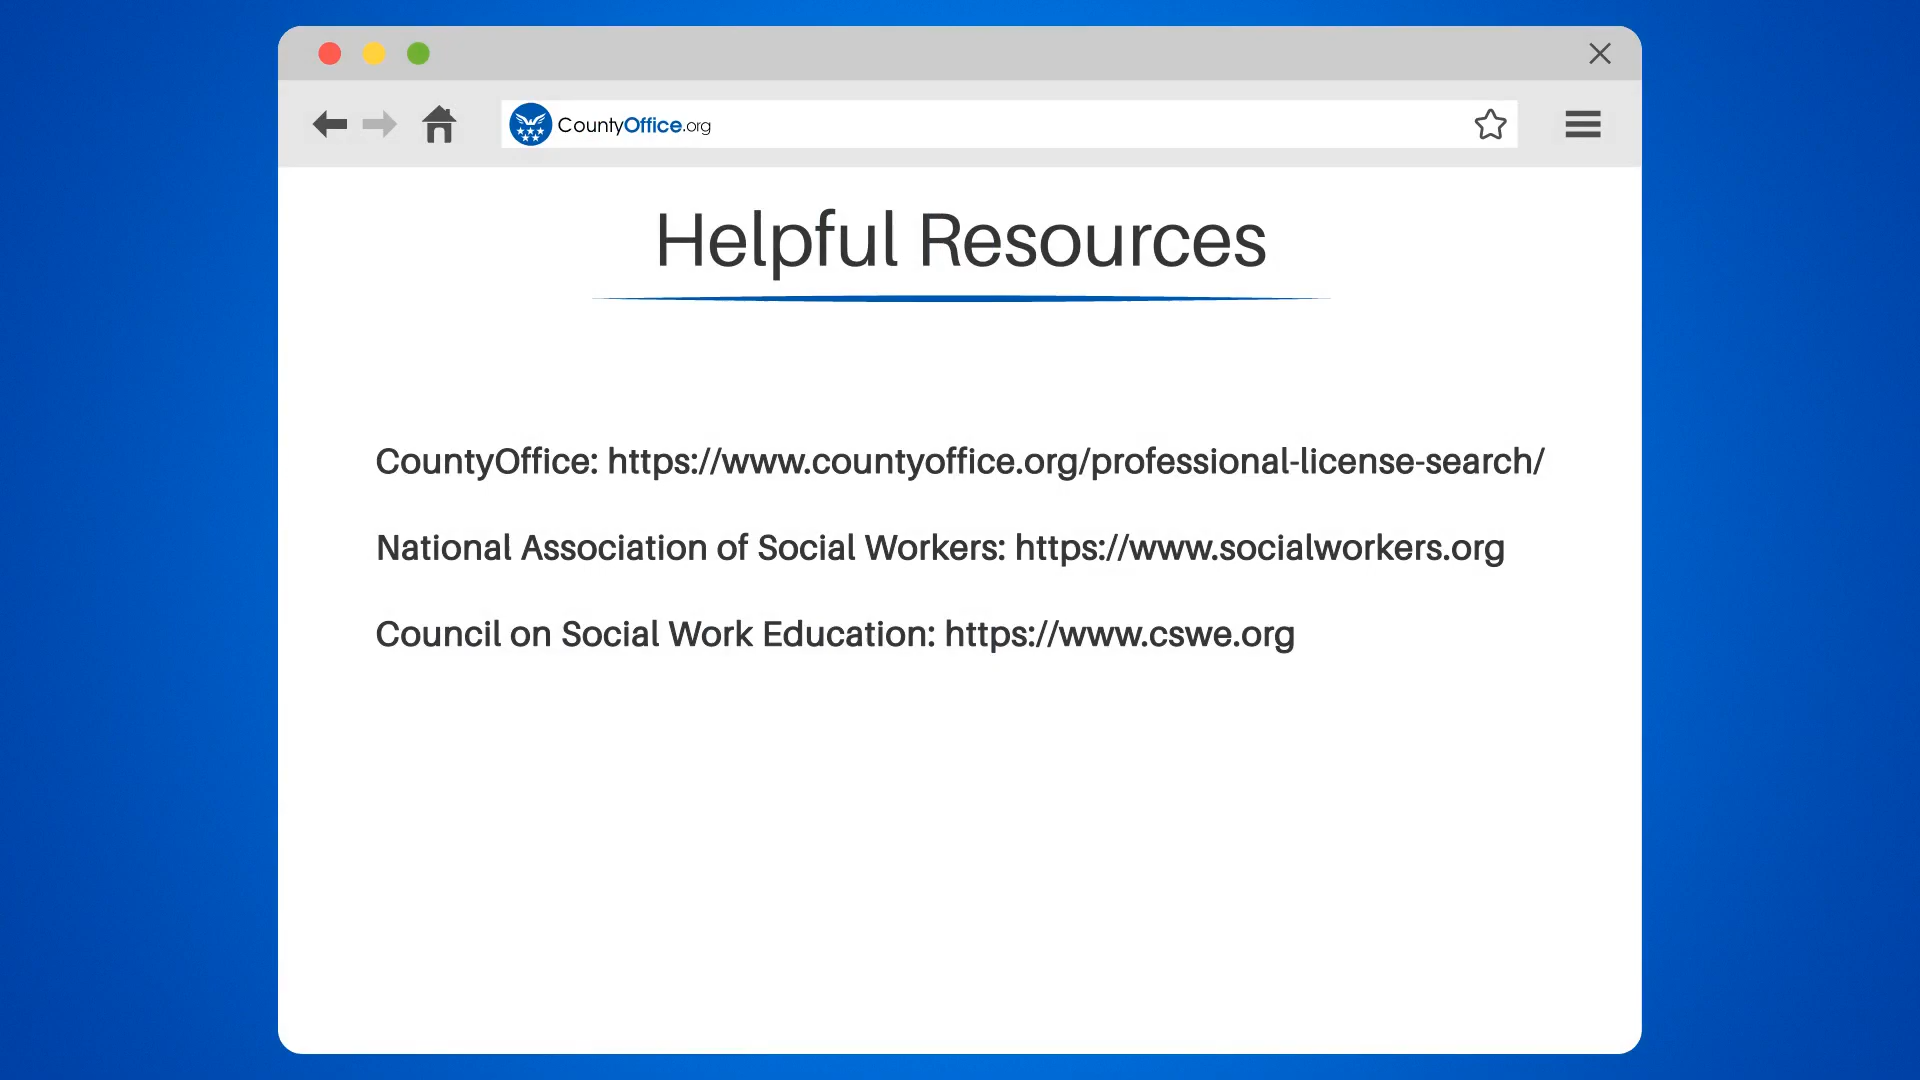 CountyOffice.org
Helpful Resources
CountyOffice: https://www.countyoffice.org/professional-license-search/
National Association of Social Workers: https://www.socialworkers.org
Council on Social Work Education: https://www.cswe.org